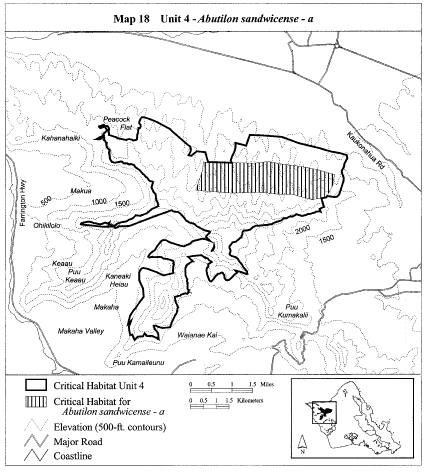 Map 18 Unit 4 - Abutilon sandwicense - a
Peacock
Flat
Kahanahaiki
Kaukonahua Rd
Farrington Hwy
Makua
500
1000
1500
Ohikilolo
2000
1500
Keaau
Puu
Keaau
Kaneaki
Heiau
Makaha
Puu
Kumakalii
Makaha Valley
Waianae Kai
Puu Kamaileunu
Critical Habitat Unit 4
Critical Habitat for
Abutilon sandwicense - a
Elevation (500-ft. contours)
Major Road
Coastline
0 0.5 1 1.5 Miles
0 0.5 1 1.5 Kilometers
N